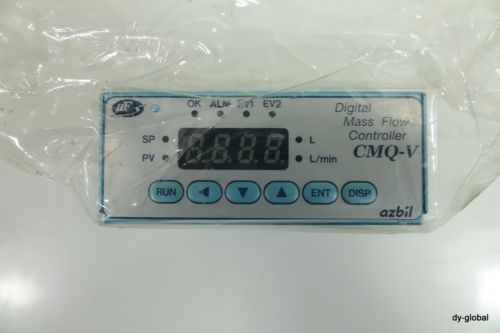 OK ALM EV1 EV2
Digital
Mass Flow
Controller
CMQ-V
SP
PV
L
L/min
RUN ENT DISP
azbil
dy-global